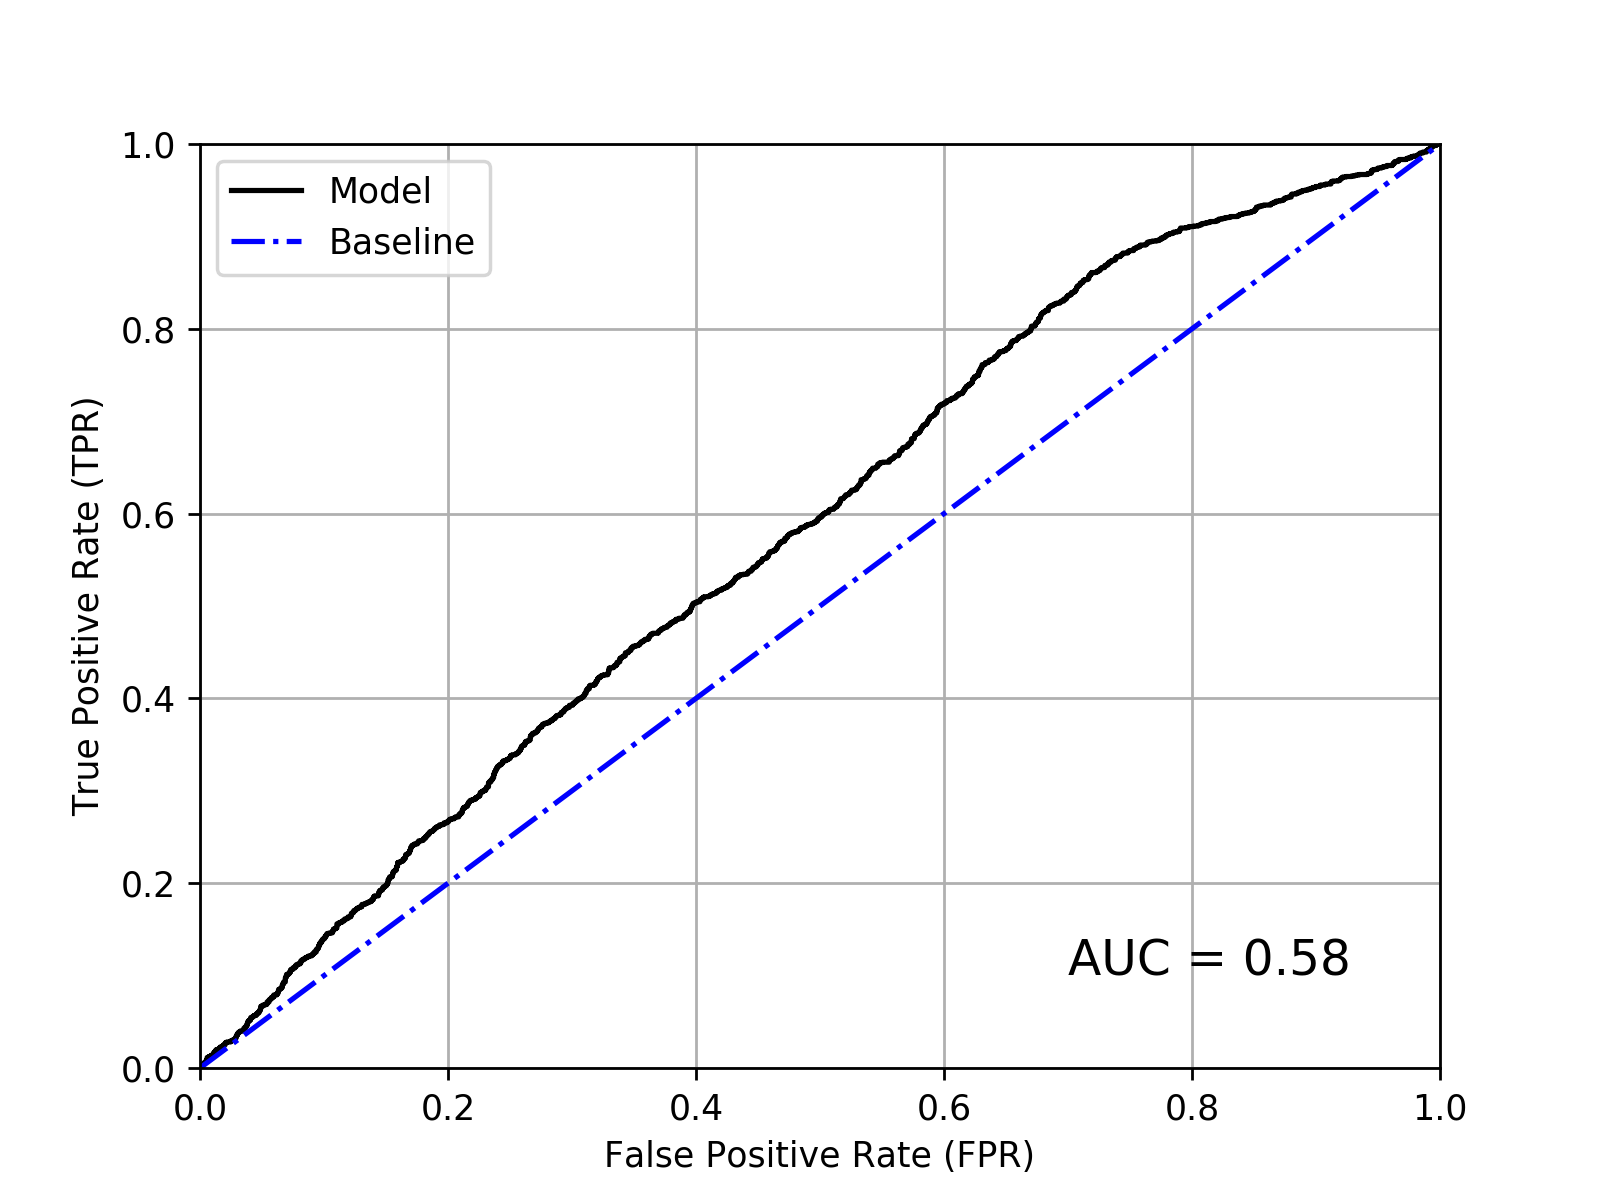 Model
Baseline
1.0
0.8
0.6
0.4
0.2
0.0
True Positive Rate (TPR)
AUC = 0.58
0.0 0.2 0.4 0.6 0.8 1.0
False Positive Rate (FPR)